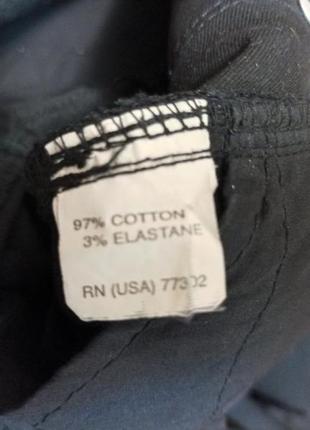 97% COTTON
3% ELASTANE
RN (USA) 77302